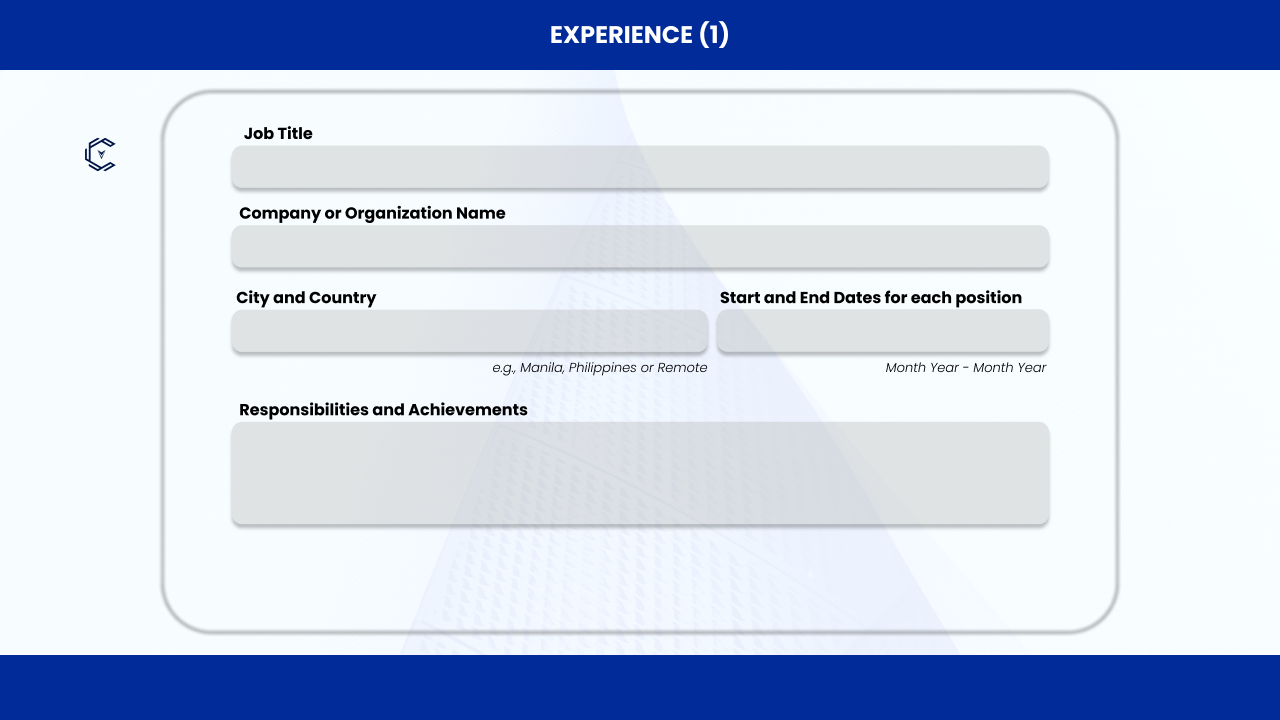 EXPERIENCE (1)
Job Title
Company or Organization Name
City and Country
Start and End Dates for each position
e.g., Manila, Philippines or Remote
Month Year - Month Year
Responsibilities and Achievements